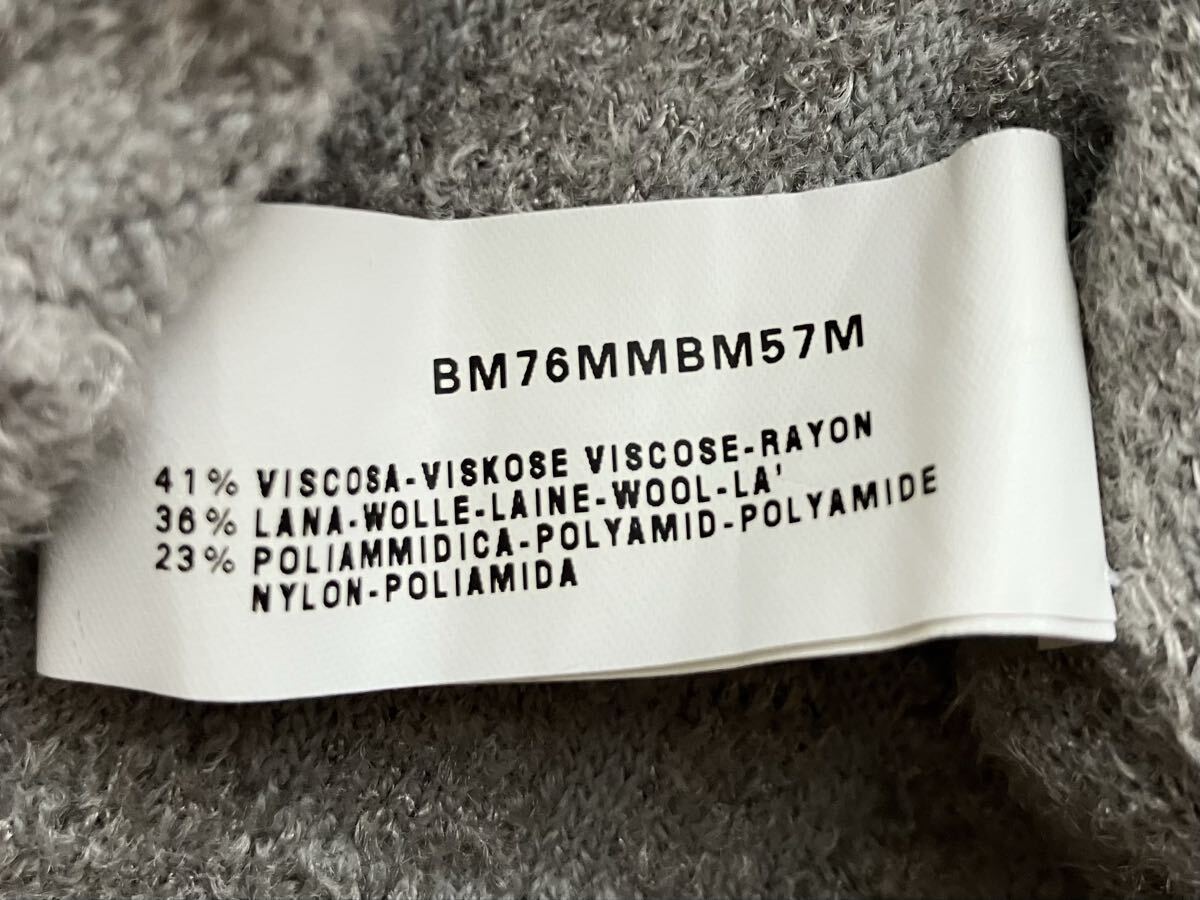 BM76MMBM57M
41% VISCOSA-VISKOSE VISCOSE-RAYON
36% LANA-WOLLE-LAINE-WOOL-LA'
23% POLIAMMIDICA-POLYAMID-POLYAMIDE
NYLON-POLIAMIDA